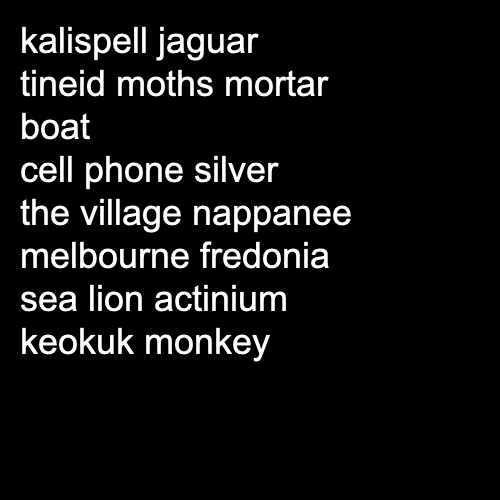 kalispell jaguar
tineid moths mortar
boat
cell phone silver
the village nappanee
melbourne fredonia
sea lion actinium
keokuk monkey